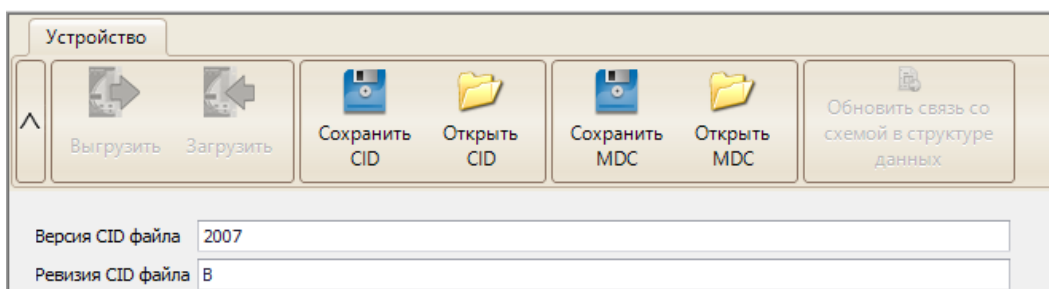 Устройство
Выгрузить
Загрузить
Сохранить
CID
Открыть
CID
Сохранить
MDC
Открыть
MDC
Обновить связь со
схемой в структуре
данных
Версия CID файла 2007
Ревизия CID файла B